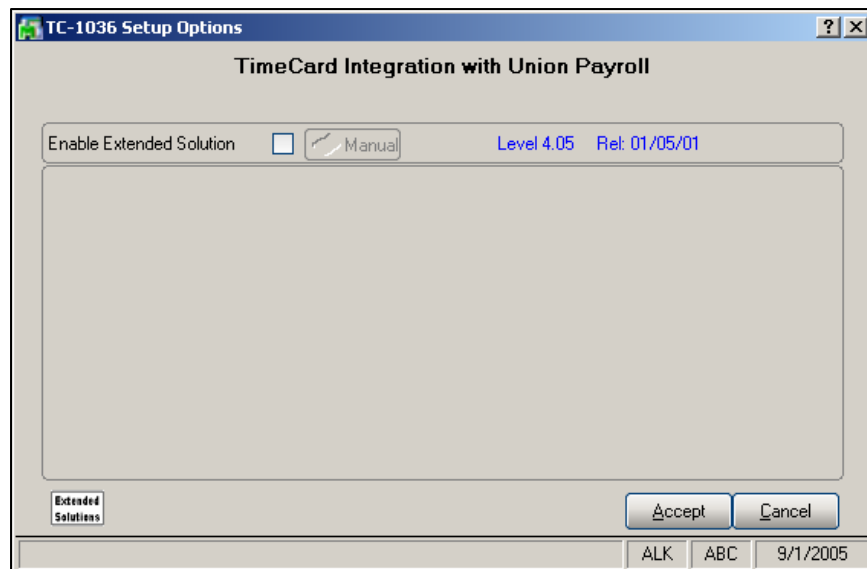 TC-1036 Setup Options
TimeCard Integration with Union Payroll
Enable Extended Solution Manual Level 4.05 Rel: 01/05/01
Extended
Solutions
Accept Cancel
ALK ABC 9/1/2005